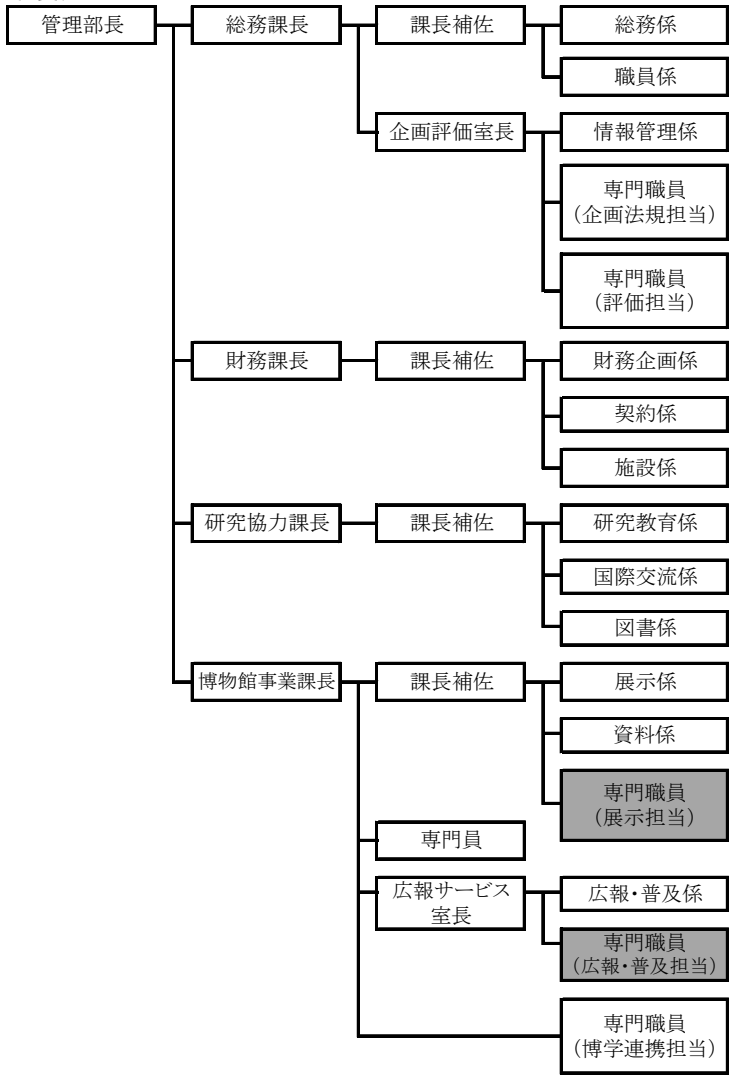 管理部長
総務課長
課長補佐
総務係
職員係
企画評価室長
情報管理係
専門職員
（企画法規担当）
専門職員
（評価担当）
財務課長
課長補佐
財務企画係
契約係
施設係
研究協力課長
課長補佐
研究教育係
国際交流係
図書係
博物館事業課長
課長補佐
展示係
資料係
専門職員
（展示担当）
専門員
広報サービス
室長
広報・普及係
専門職員
（広報・普及担当）
専門職員
（博学連携担当）